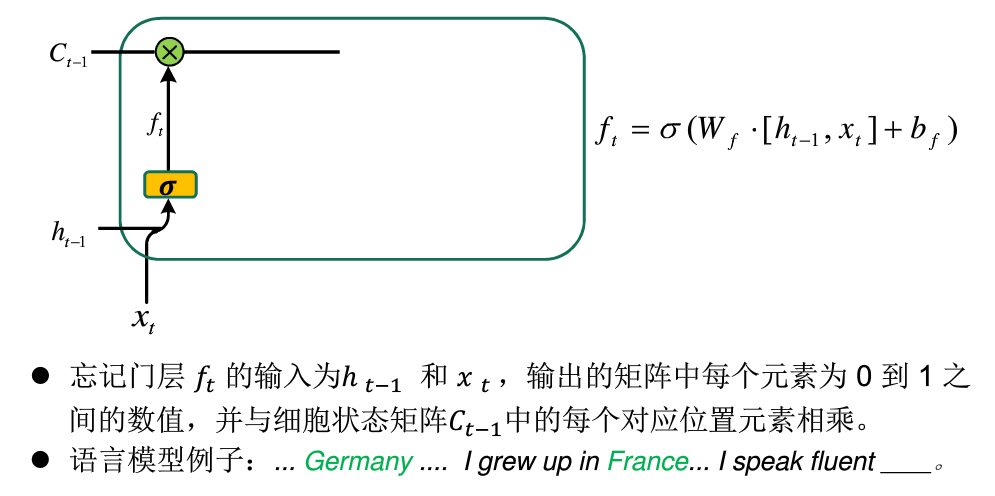 C_{t-1}
f_t
f_t = σ(W_f · [h_{t-1}, x_t] + b_f)
σ
h_{t-1}
x_t
● 忘记门层 f_t 的输入为h_{t-1} 和 x_t，输出的矩阵中每个元素为 0 到 1 之
间的数值，并与细胞状态矩阵C_{t-1}中的每个对应位置元素相乘。
● 语言模型例子：... Germany .... I grew up in France... I speak fluent ____。